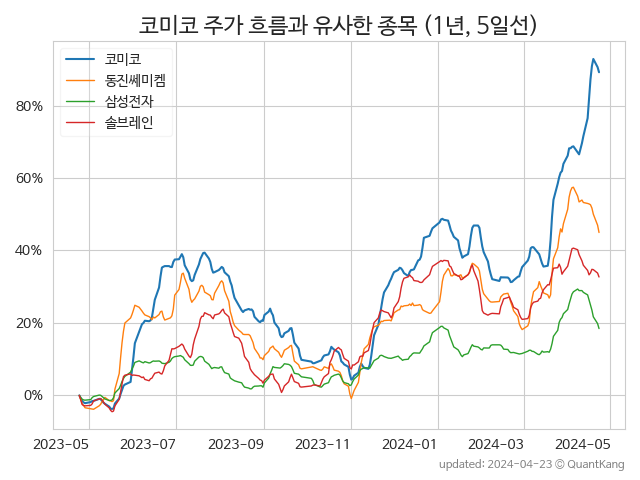 코미코 주가 흐름과 유사한 종목 (1년, 5일선)
코미코
동진쎄미켐
삼성전자
솔브레인
80%
60%
40%
20%
0%
2023-05 2023-07 2023-09 2023-11 2024-01 2024-03 2024-05
updated: 2024-04-23 © QuantKang